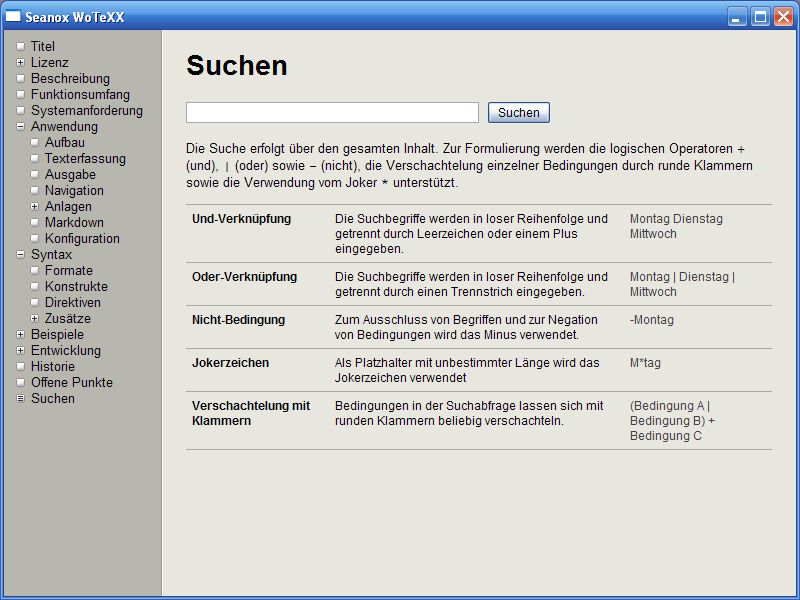 Seanox WoTeXX
Titel
Lizenz
Beschreibung
Funktionsumfang
Systemanforderung
Anwendung
Aufbau
Texterfassung
Ausgabe
Navigation
Anlagen
Markdown
Konfiguration
Syntax
Formate
Konstrukte
Direktiven
Zusätze
Beispiele
Entwicklung
Historie
Offene Punkte
Suchen
Suchen
Suchen
Die Suche erfolgt über den gesamten Inhalt. Zur Formulierung werden die logischen Operatoren +
(und), | (oder) sowie − (nicht), die Verschachtelung einzelner Bedingungen durch runde Klammern
sowie die Verwendung vom Joker * unterstützt.
Und-Verknüpfung
Die Suchbegriffe werden in loser Reihenfolge und
getrennt durch Leerzeichen oder einem Plus
eingegeben.
Montag Dienstag
Mittwoch
Oder-Verknüpfung
Die Suchbegriffe werden in loser Reihenfolge und
getrennt durch einen Trennstrich eingegeben.
Montag | Dienstag |
Mittwoch
Nicht-Bedingung
Zum Ausschluss von Begriffen und zur Negation
von Bedingungen wird das Minus verwendet.
-Montag
Jokerzeichen
Als Platzhalter mit unbestimmter Länge wird das
Jokerzeichen verwendet
M*tag
Verschachtelung mit
Klammern
Bedingungen in der Suchabfrage lassen sich mit
runden Klammern beliebig verschachteln.
(Bedingung A |
Bedingung B) +
Bedingung C